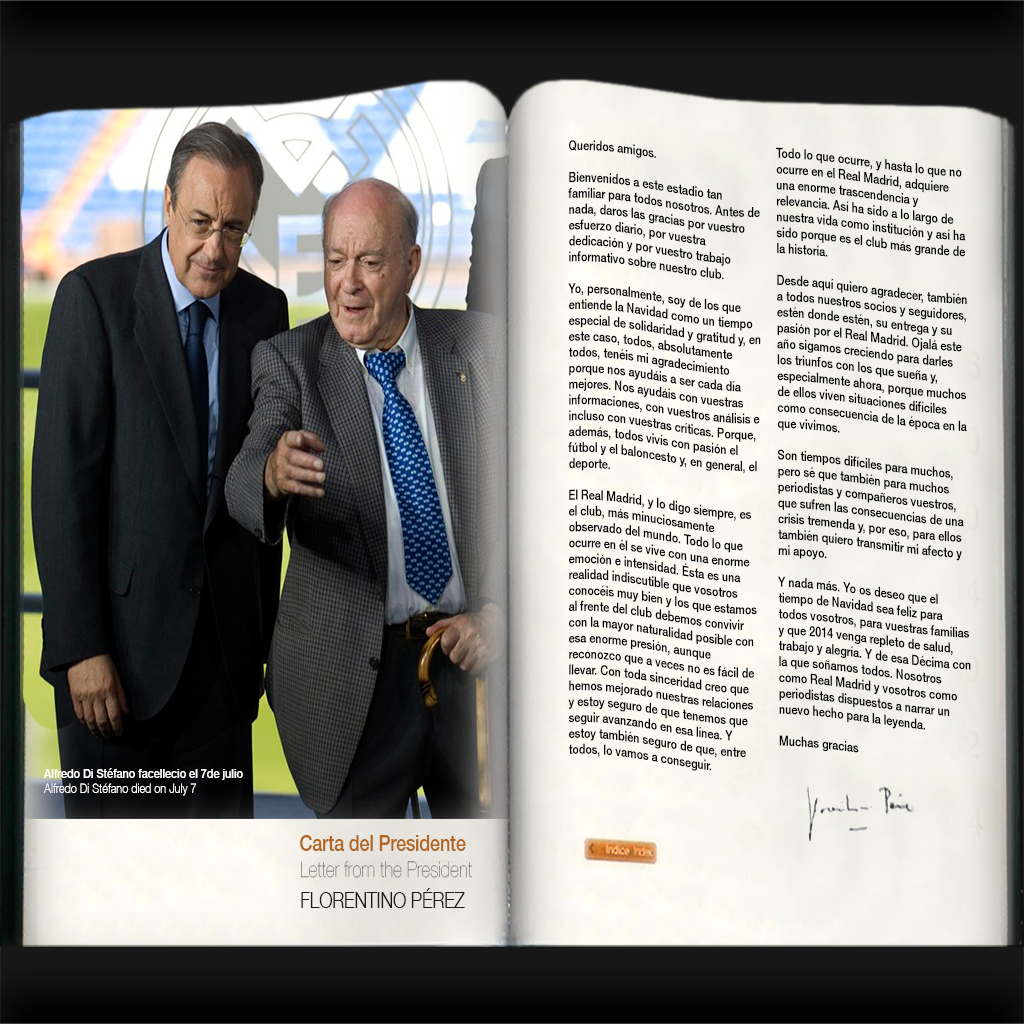 Alfredo Di Stéfano facellecio el 7de julio
Alfredo Di Stéfano died on July 7
Carta del Presidente
Letter from the President
FLORENTINO PÉREZ
Queridos amigos.
Bienvenidos a este estadio tan
familiar para todos nosotros. Antes de
nada, daros las gracias por vuestro
esfuerzo diario, por vuestra
dedicación y por vuestro trabajo
informativo sobre nuestro club.
Yo, personalmente, soy de los que
entiende la Navidad como un tiempo
especial de solidaridad y gratitud y, en
este caso, todos, absolutamente
todos, tenéis mi agradecimiento
porque nos ayudáis a ser cada día
mejores. Nos ayudáis con vuestras
informaciones, con vuestros análisis e
incluso con vuestras críticas. Porque,
además, todos vivís con pasión el
fútbol y el baloncesto y, en general, el
deporte.
El Real Madrid, y lo digo siempre, es
el club, más minuciosamente
observado del mundo. Todo lo que
ocurre en él se vive con una enorme
emoción e intensidad. Ésta es una
realidad indiscutible que vosotros
conocéis muy bien y los que estamos
al frente del club debemos convivir
con la mayor naturalidad posible con
esa enorme presión, aunque
reconozco que a veces no es fácil de
llevar. Con toda sinceridad creo que
hemos mejorado nuestras relaciones
y estoy seguro de que tenemos que
seguir avanzando en esa línea. Y
estoy también seguro de que, entre
todos, lo vamos a conseguir.
Indice Index
Todo lo que ocurre, y hasta lo que no
ocurre en el Real Madrid, adquiere
una enorme trascendencia y
relevancia. Así ha sido a lo largo de
nuestra vida como institución y así ha
sido porque es el club más grande de
la historia.
Desde aquí quiero agradecer, también
a todos nuestros socios y seguidores,
estén donde estén, su entrega y su
pasión por el Real Madrid. Ojalá este
año sigamos creciendo para darles
los triunfos con los que sueña y,
especialmente ahora, porque muchos
de ellos viven situaciones difíciles
como consecuencia de la época en la
que vivimos.
Son tiempos difíciles para muchos,
pero sé que también para muchos
periodistas y compañeros vuestros,
que sufren las consecuencias de una
crisis tremenda y, por eso, para ellos
también quiero transmitir mi afecto y
mi apoyo.
Y nada más. Yo os deseo que el
tiempo de Navidad sea feliz para
todos vosotros, para vuestras familias
y que 2014 venga repleto de salud,
trabajo y alegría. Y de esa Décima con
la que soñamos todos. Nosotros
como Real Madrid y vosotros como
periodistas dispuestos a narrar un
nuevo hecho para la leyenda.
Muchas gracias